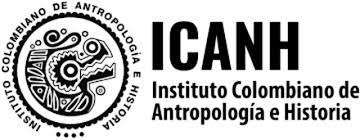 INSTITUTO COLOMBIANO DE ANTROPOLOGÍA E HISTORIA
ICANH
Instituto Colombiano de
Antropología e Historia